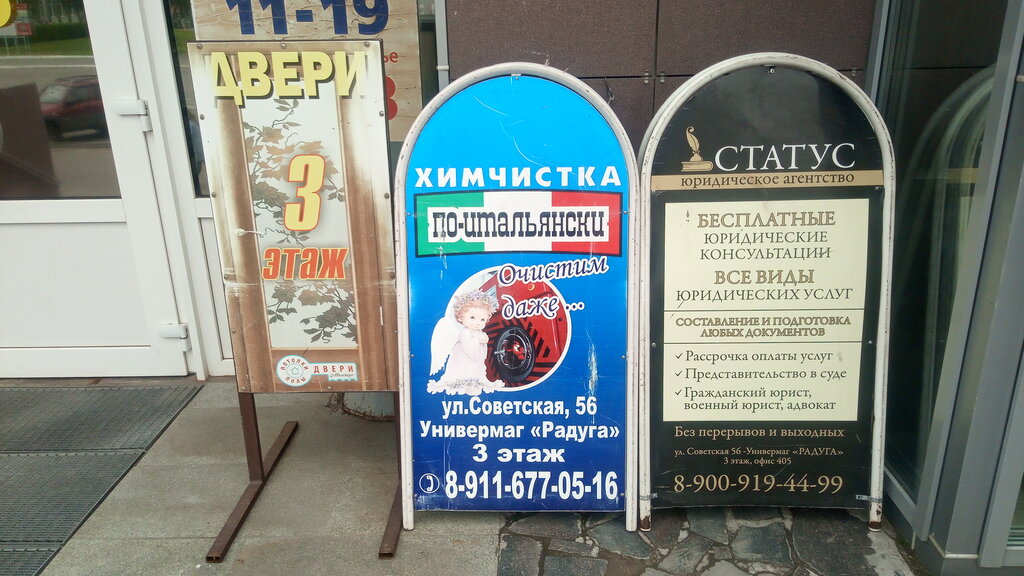 11-19
ДВЕРИ
3
этаж
ПОТОЛКИ
ПОЛЫ
ДВЕРИ
ХИМЧИСТКА
ПО-ИТАЛЬЯНСКИ
Очистим
даже...
ул.Советская, 56
Универмаг «Радуга»
3 этаж
8-911-677-05-16
СТАТУС
юридическое агентство
БЕСПЛАТНЫЕ
ЮРИДИЧЕСКИЕ
КОНСУЛЬТАЦИИ
ВСЕ ВИДЫ
ЮРИДИЧЕСКИХ УСЛУГ
СОСТАВЛЕНИЕ И ПОДГОТОВКА
ЛЮБЫХ ДОКУМЕНТОВ
✓ Рассрочка оплаты услуг
✓ Представительство в суде
✓ Гражданский юрист,
военный юрист, адвокат
Без перерывов и выходных
ул. Советская 56 -Универмаг «РАДУГА»
3 этаж, офис 405
8-900-919-44-99